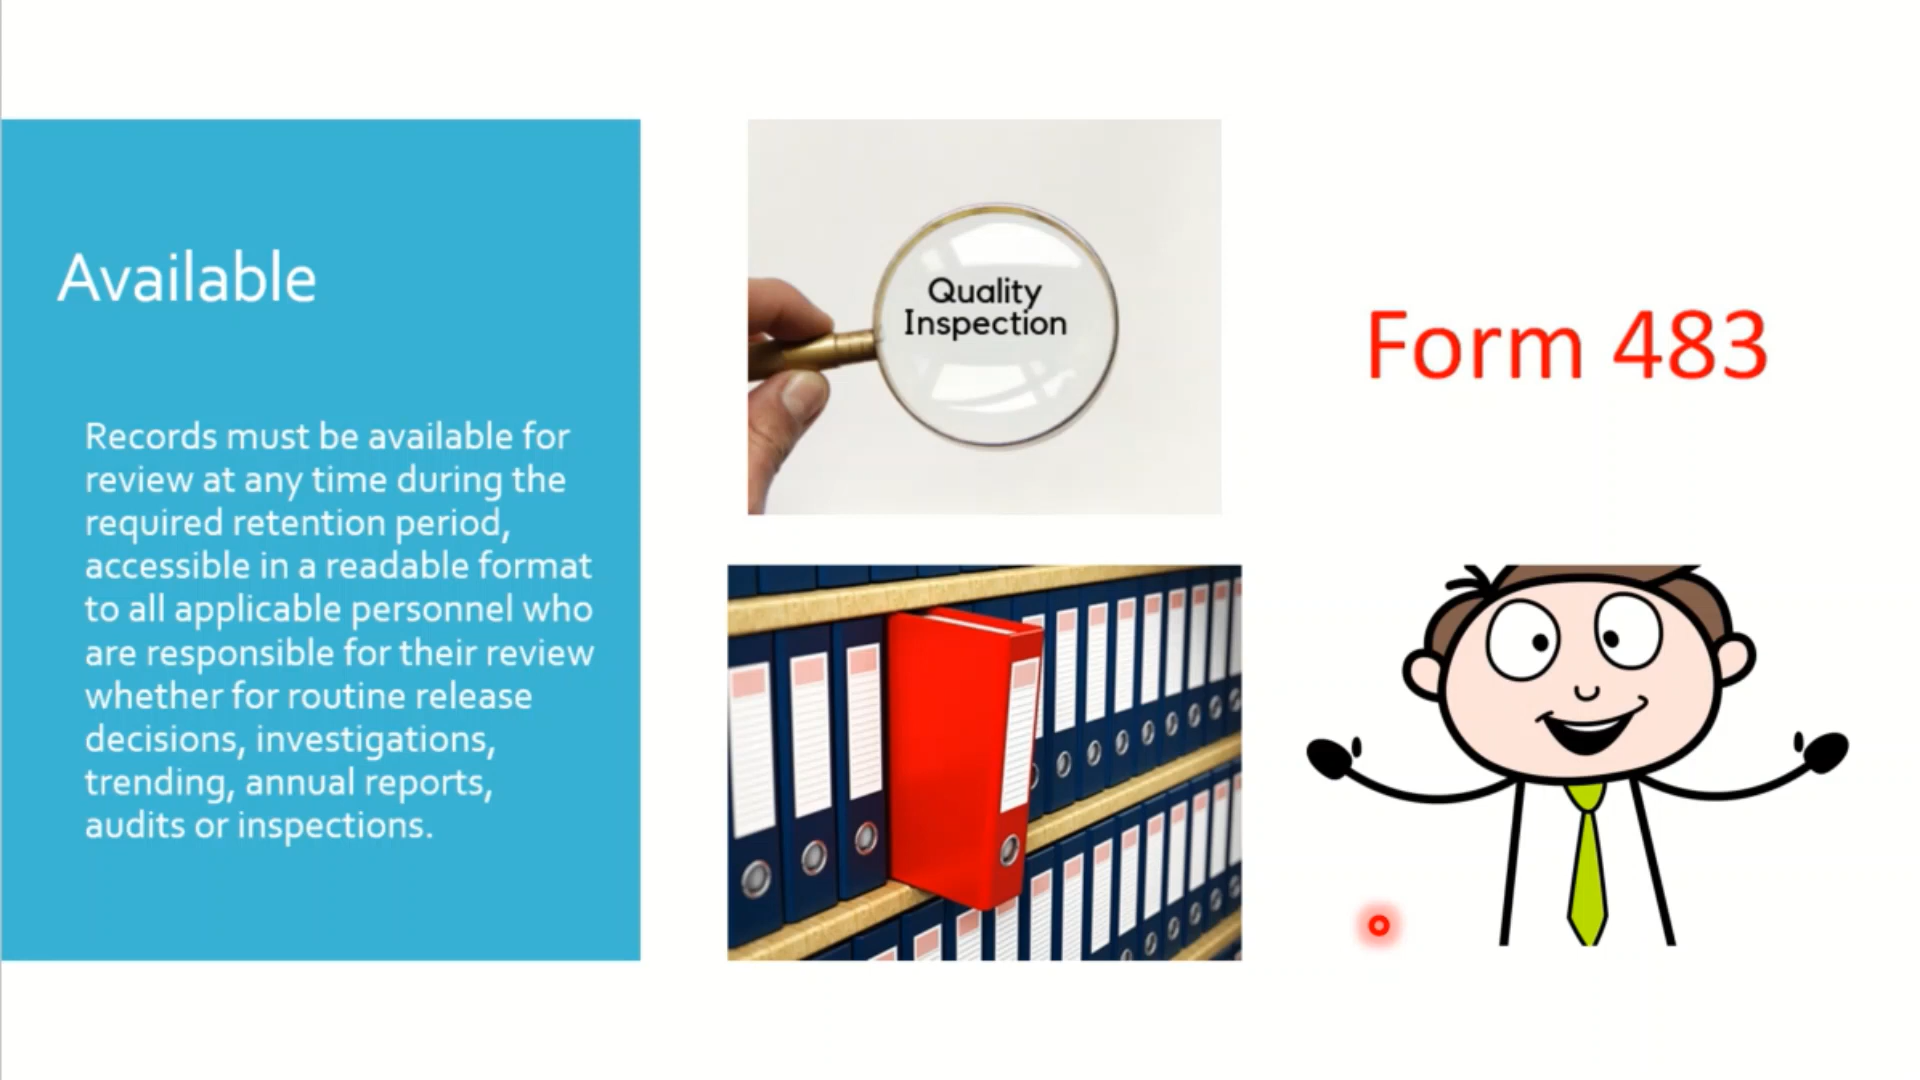 Available
Records must be available for
review at any time during the
required retention period,
accessible in a readable format
to all applicable personnel who
are responsible for their review
whether for routine release
decisions, investigations,
trending, annual reports,
audits or inspections.
Quality
Inspection
Form 483